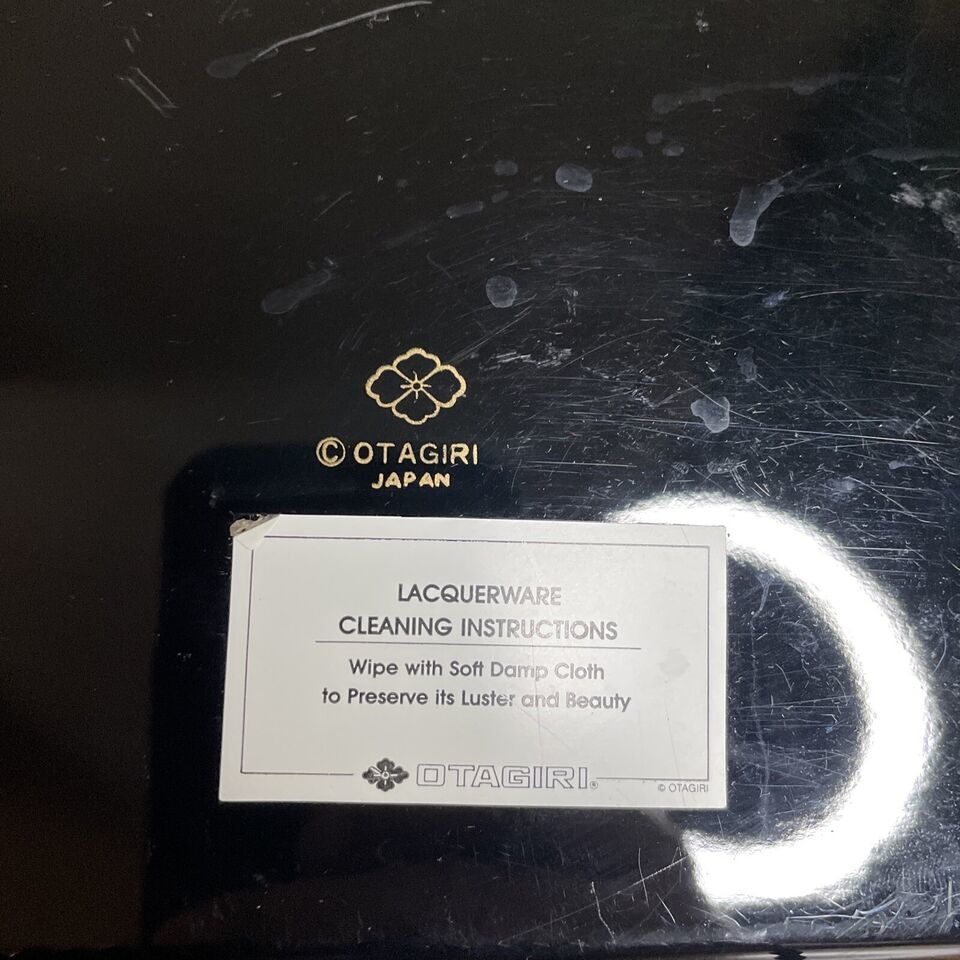 © OTAGIRI
JAPAN
LACQUERWARE
CLEANING INSTRUCTIONS
Wipe with Soft Damp Cloth
to Preserve its Luster and Beauty
OTAGIRI®
© OTAGIRI